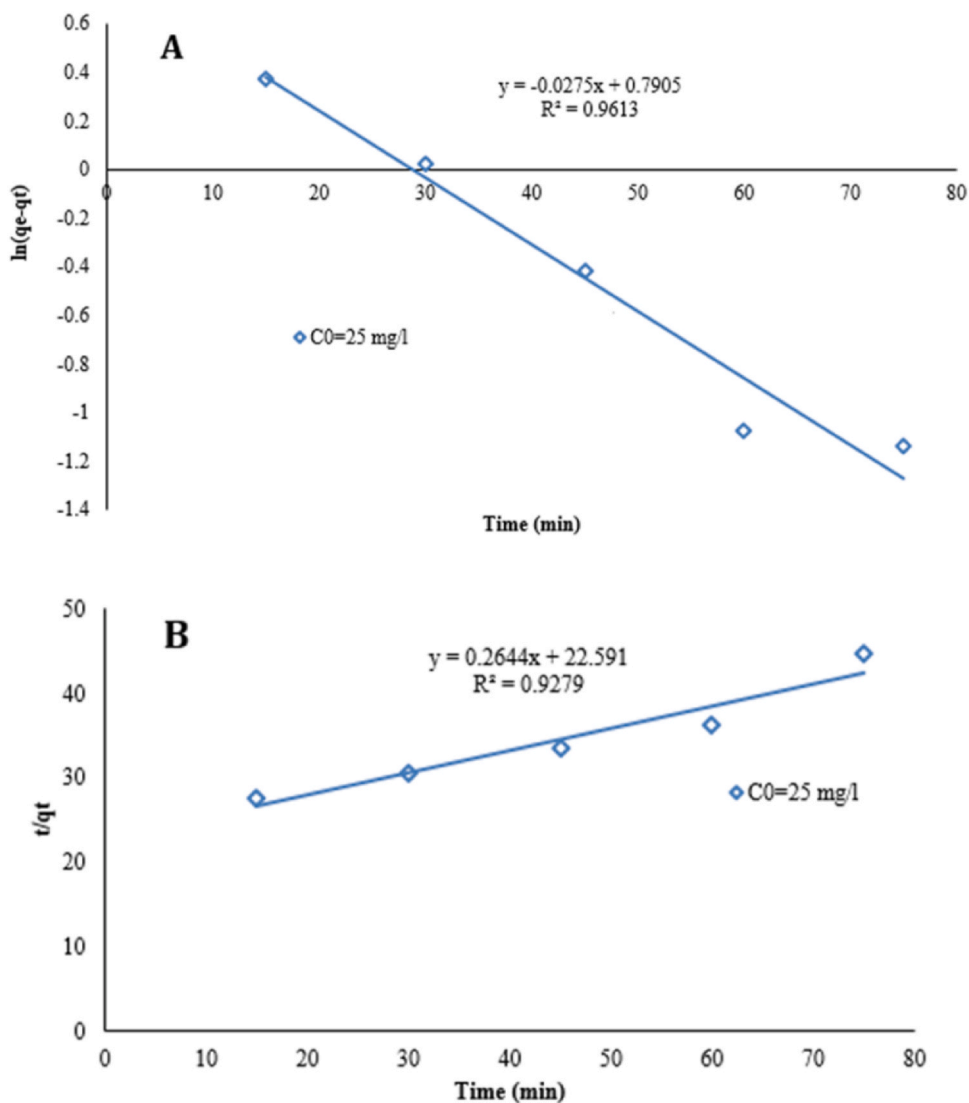 A
y = -0.0275x + 0.7905
R² = 0.9613
0.6
0.4
0.2
0
-0.2
-0.4
-0.6
-0.8
-1
-1.2
-1.4
0 10 20 30 40 50 60 70 80
ln(qe-qt)
C0=25 mg/l
Time (min)
B
y = 0.2644x + 22.591
R² = 0.9279
50
40
30
20
10
0
t/qt
C0=25 mg/l
0 10 20 30 40 50 60 70 80
Time (min)